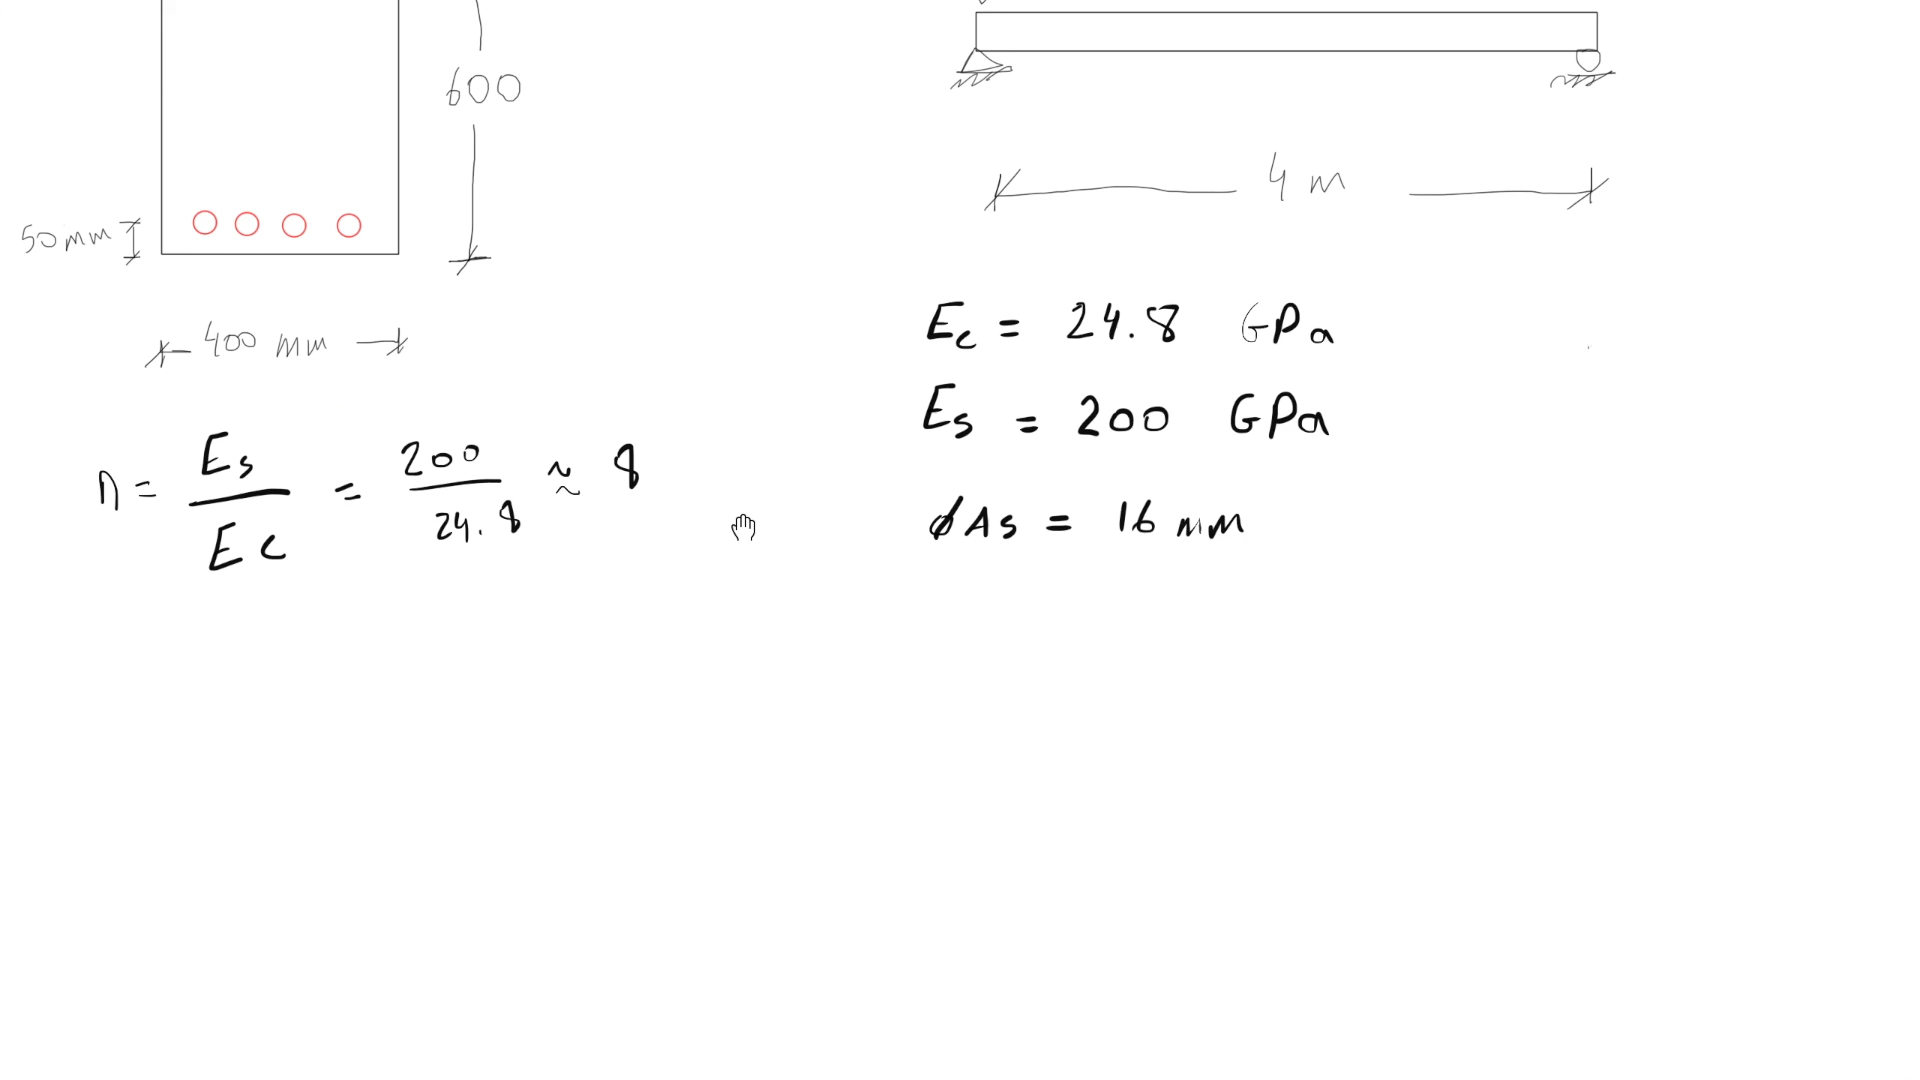 600
4 m
50mm
400 mm
Ec = 24.8 GPa
Es = 200 GPa
n = Es / Ec = 200 / 24.8 ≈ 8
ϕAs = 16 mm